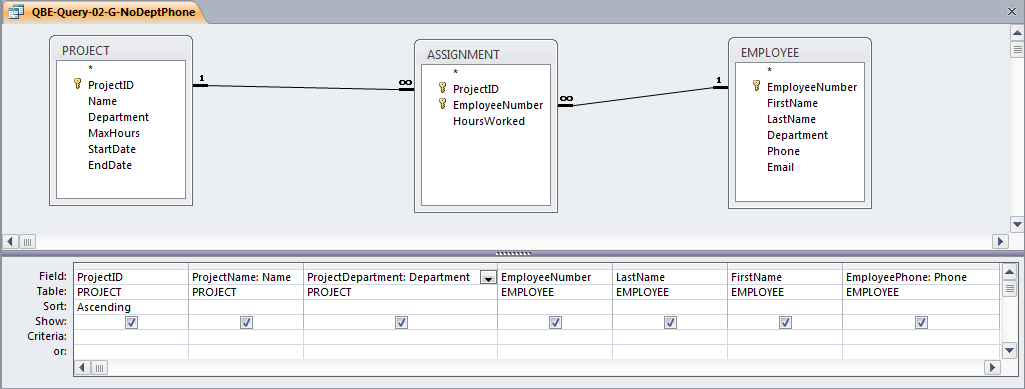 QBE-Query-02-G-NoDeptPhone
PROJECT
*
ProjectID
Name
Department
MaxHours
StartDate
EndDate
1
∞
ASSIGNMENT
*
ProjectID
EmployeeNumber
HoursWorked
∞
1
EMPLOYEE
*
EmployeeNumber
FirstName
LastName
Department
Phone
Email
Field: ProjectID ProjectName: Name ProjectDepartment: Department EmployeeNumber LastName FirstName EmployeePhone: Phone
Table: PROJECT PROJECT PROJECT EMPLOYEE EMPLOYEE EMPLOYEE EMPLOYEE
Sort: Ascending
Show:
Criteria:
or: